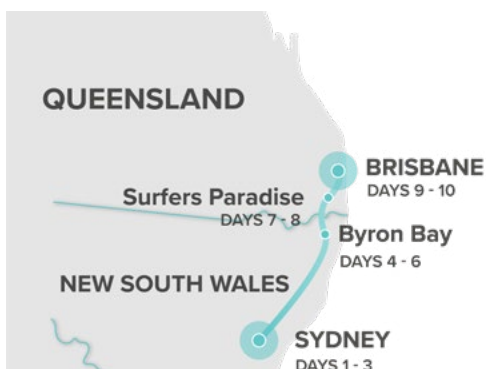 QUEENSLAND
BRISBANE
DAYS 9 - 10
Surfers Paradise
DAYS 7 - 8
Byron Bay
DAYS 4 - 6
NEW SOUTH WALES
SYDNEY
DAYS 1 - 3